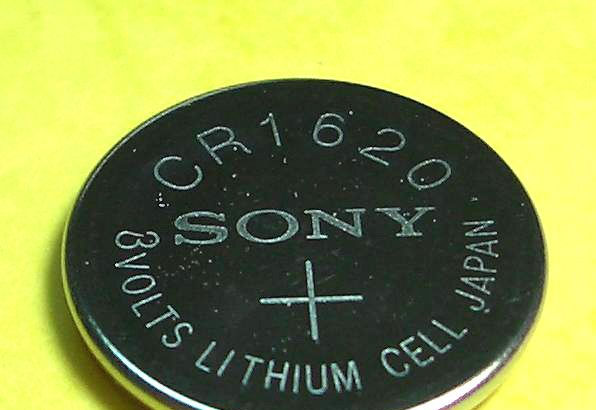 CR1620
SONY
+
3VOLTS LITHIUM CELL JAPAN